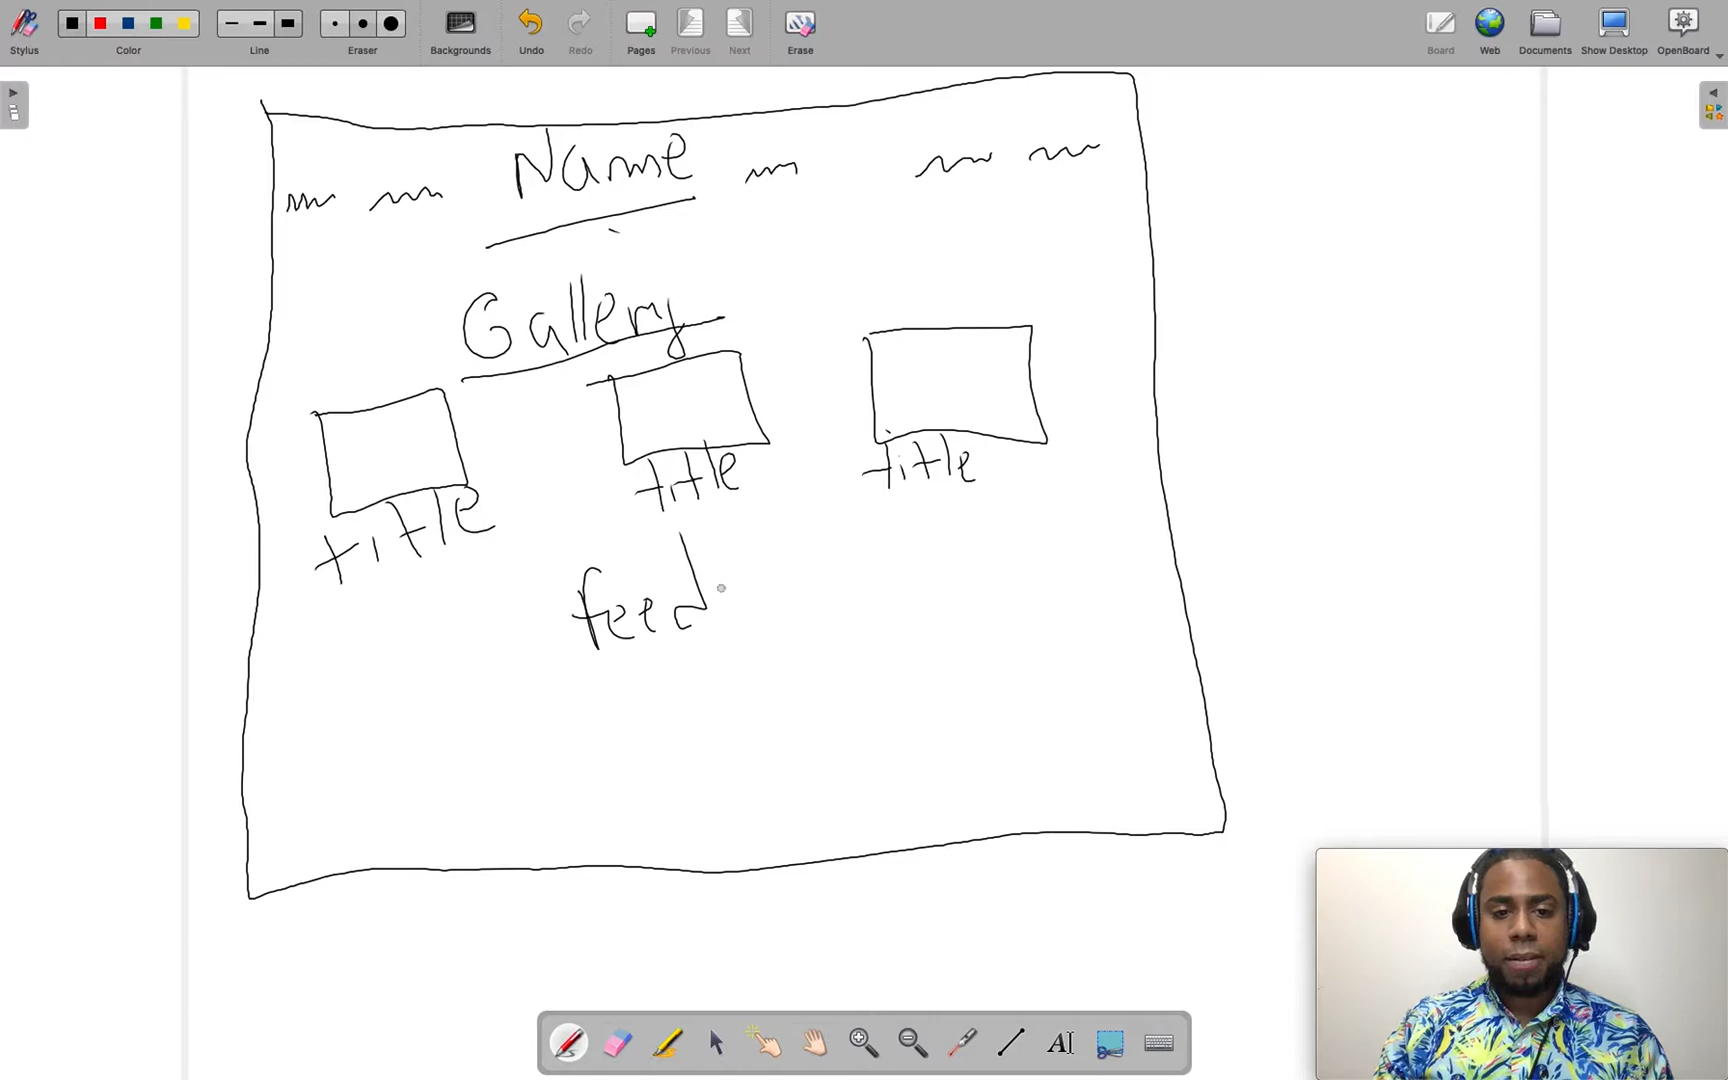 Stylus Color Line Eraser Backgrounds Undo Redo Pages Previous Next Erase Board Web Documents Show Desktop OpenBoard
Name
Gallery
title title title
feed
AI